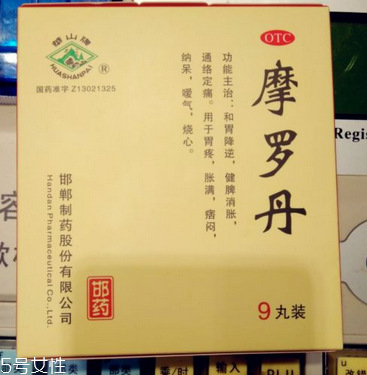 華山牌
HUASHANPAI
®
国药准字 Z13021325
OTC
摩罗丹
功能主治：和胃降逆，健脾消胀，
通络定痛。用于胃疼，胀满，痞闷，
纳呆，嗳气，烧心。
邯郸制药股份有限公司
Handan Pharmaceutical Co.,Ltd.
邯药
9丸装
Regis
5号女性
输入